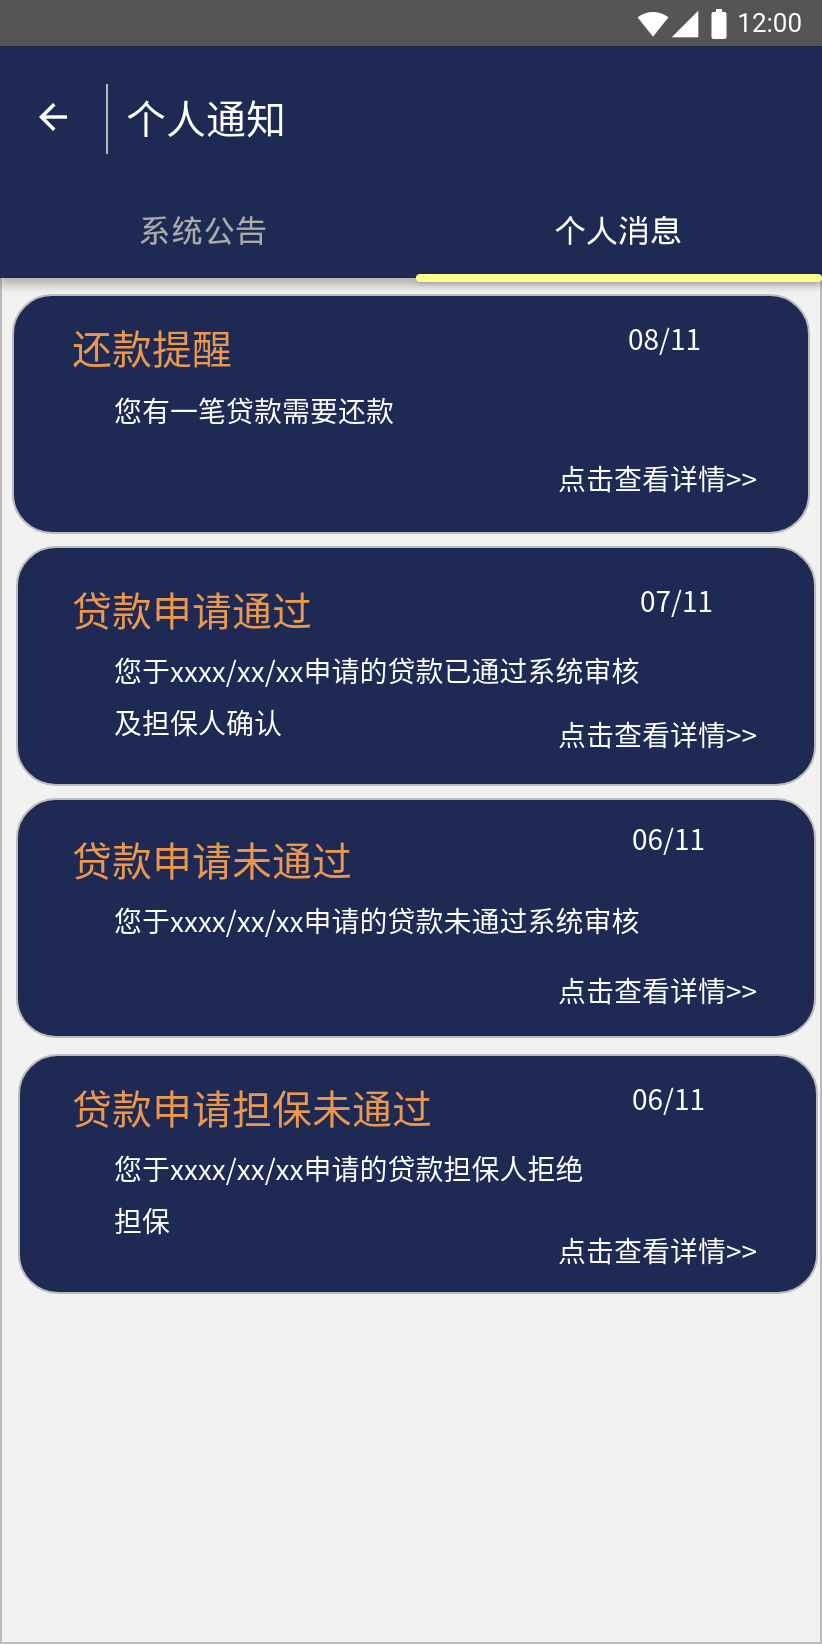 12:00
个人通知
系统公告
个人消息
还款提醒
08/11
您有一笔贷款需要还款
点击查看详情>>
贷款申请通过
07/11
您于xxxx/xx/xx申请的贷款已通过系统审核
及担保人确认
点击查看详情>>
贷款申请未通过
06/11
您于xxxx/xx/xx申请的贷款未通过系统审核
点击查看详情>>
贷款申请担保未通过
06/11
您于xxxx/xx/xx申请的贷款担保人拒绝
担保
点击查看详情>>